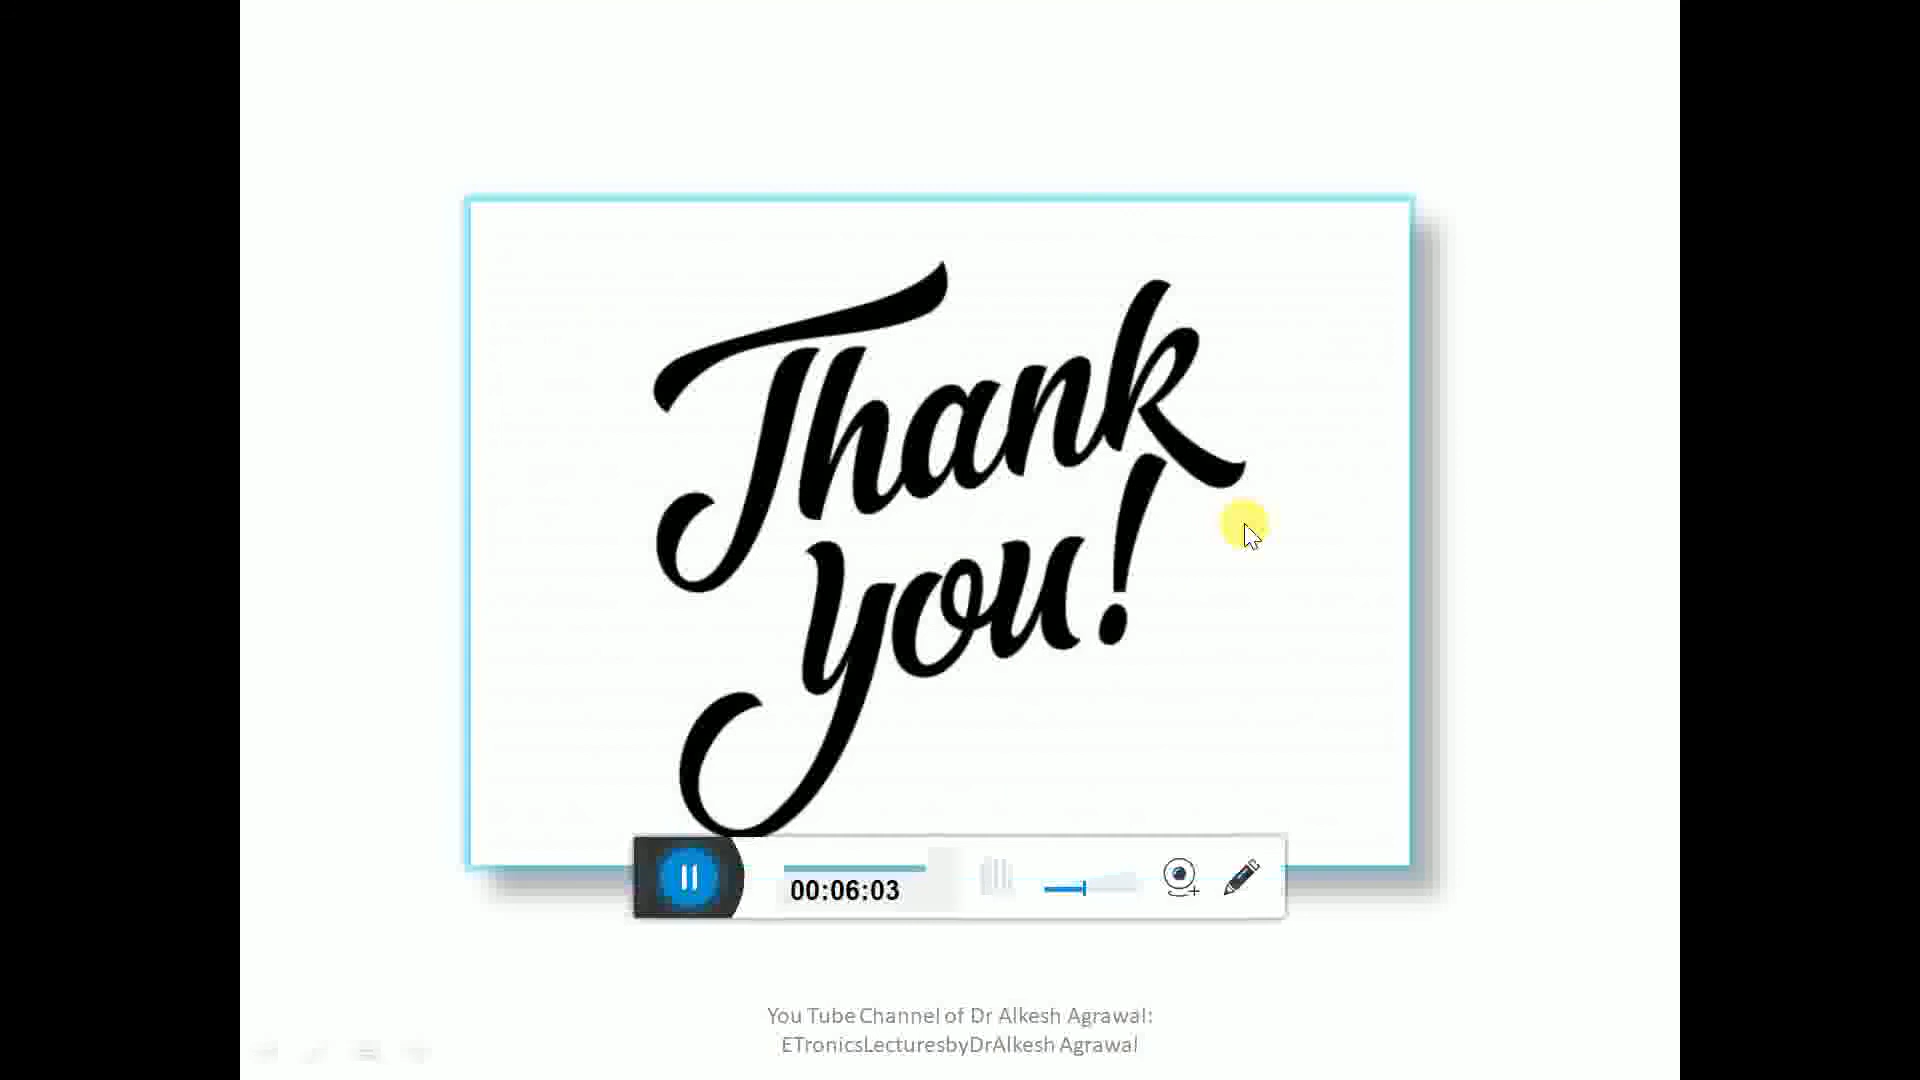 Thank
you!
00:06:03
You Tube Channel of Dr Alkesh Agrawal:
ETronicsLecturesbyDrAlkesh Agrawal